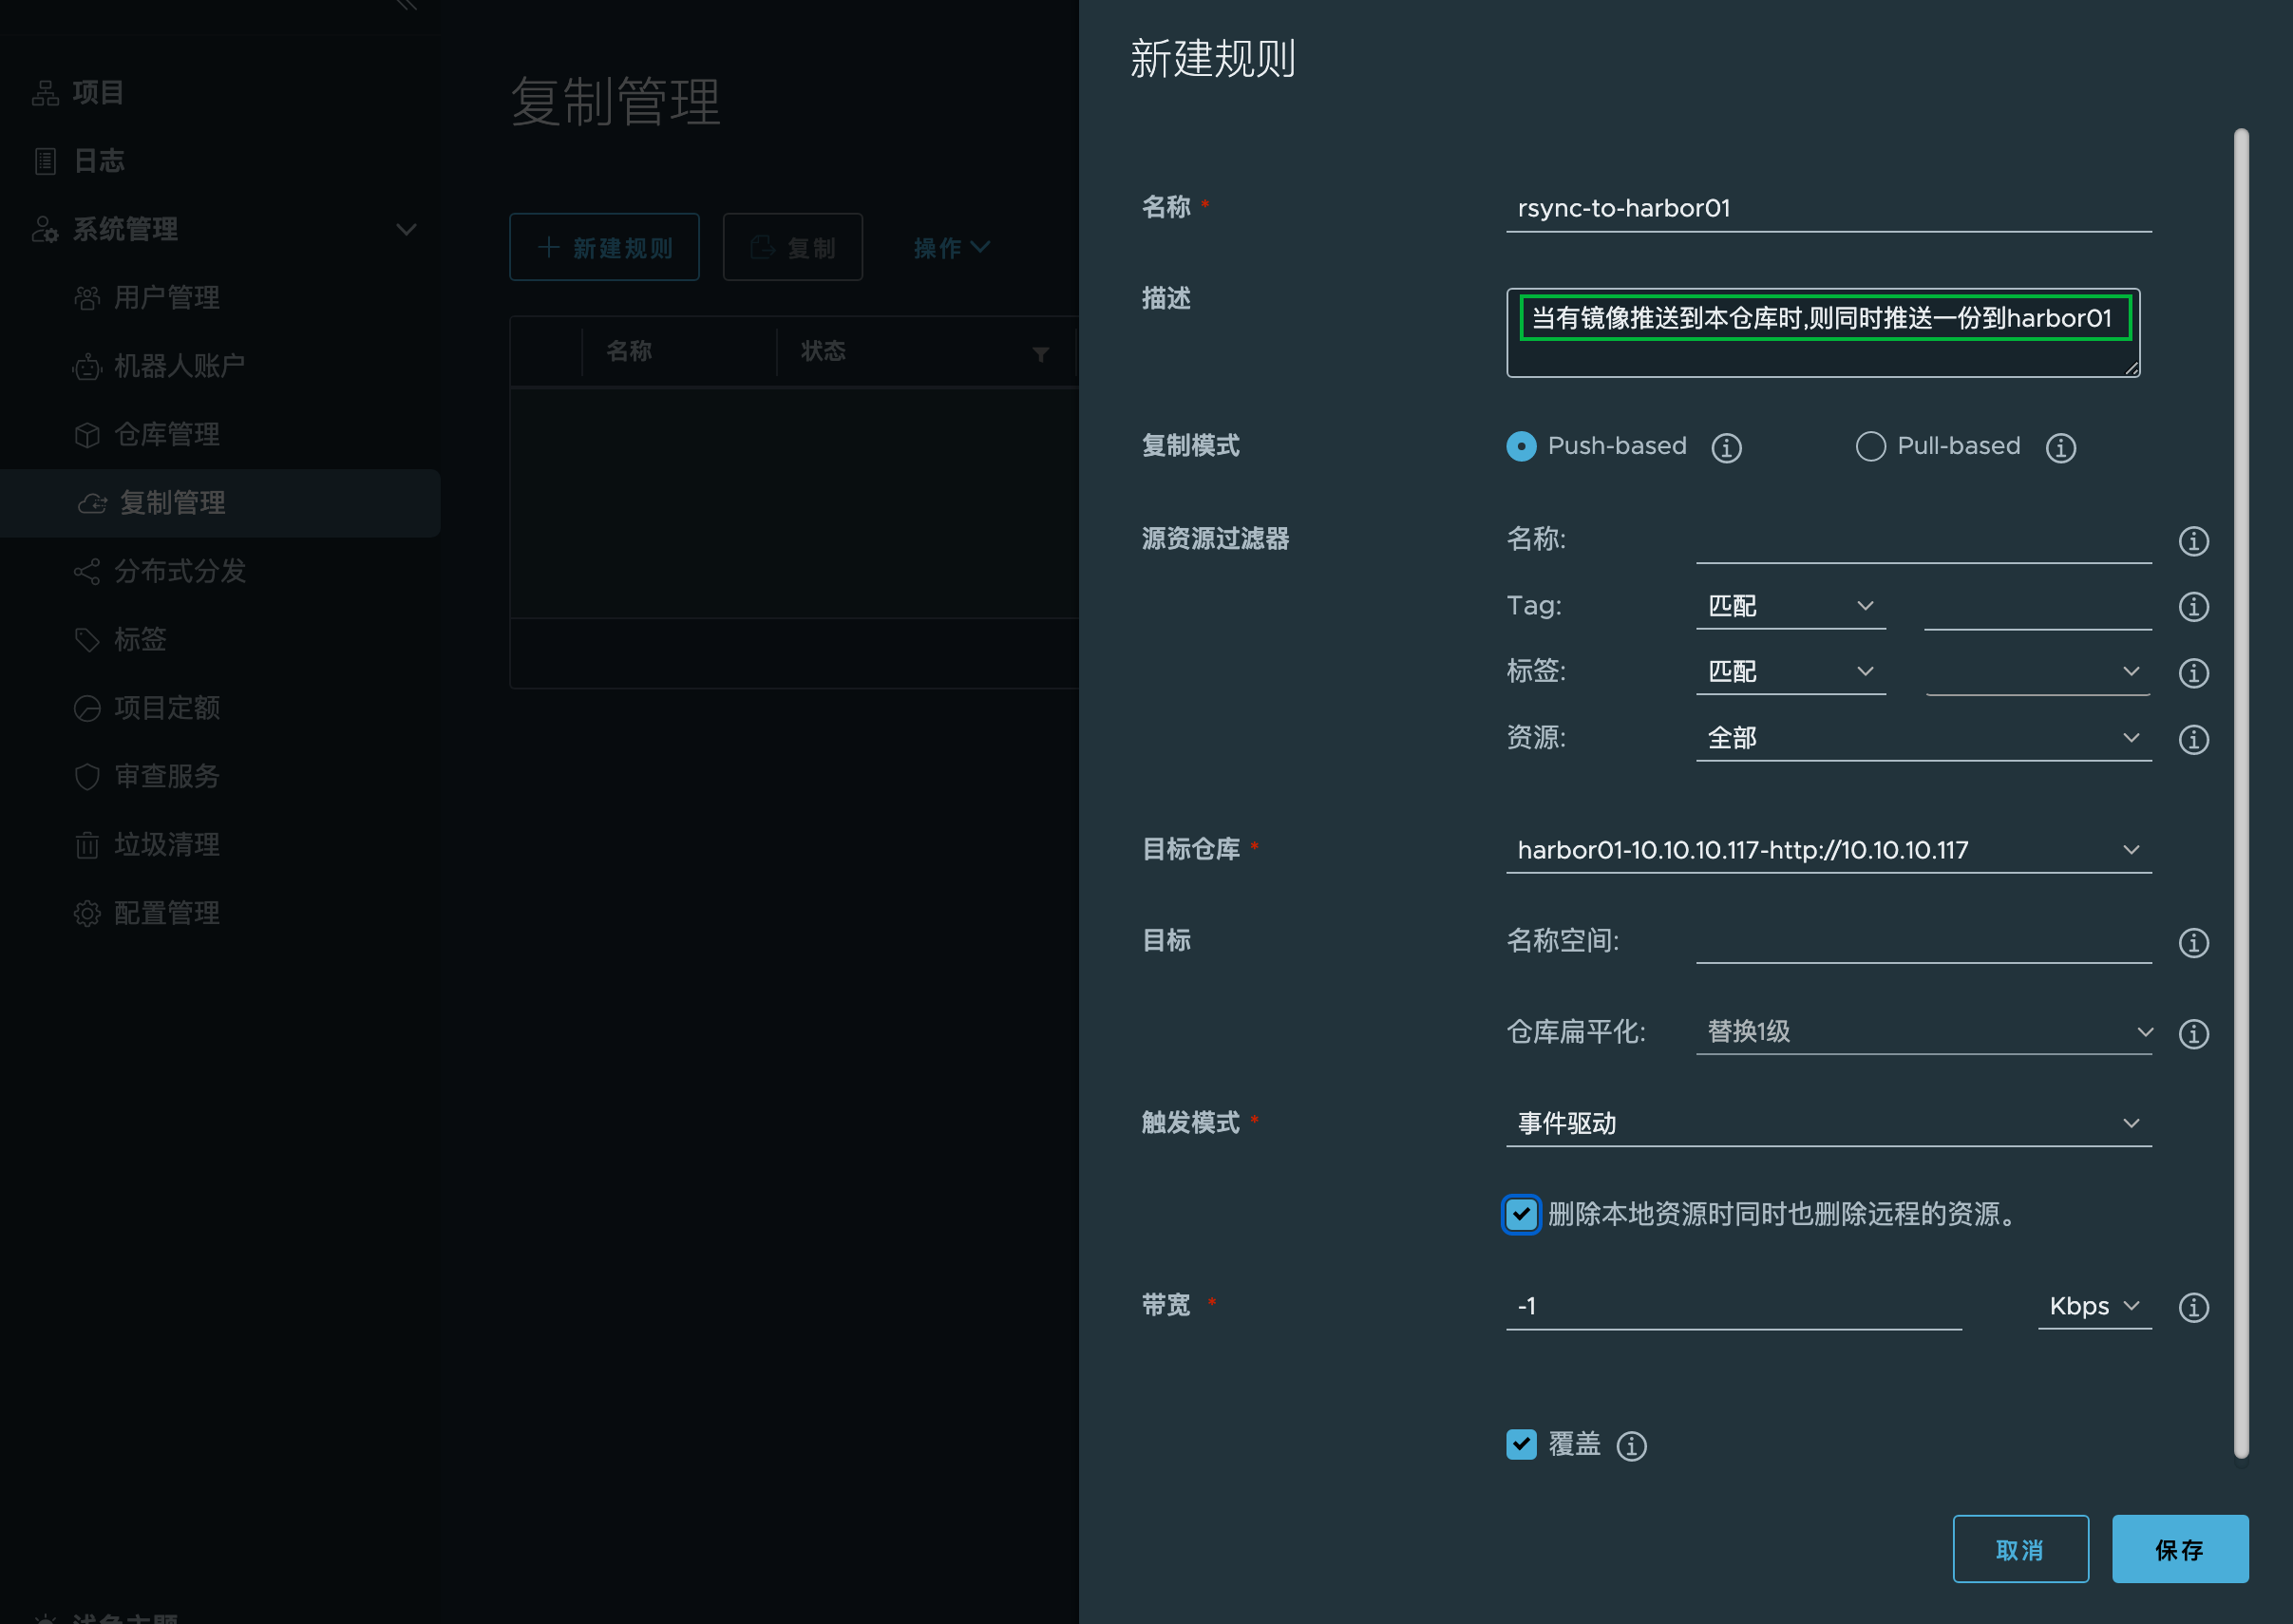 项目
日志
系统管理
用户管理
机器人账户
仓库管理
复制管理
分布式分发
标签
项目定额
审查服务
垃圾清理
配置管理
浅色主题
复制管理
新建规则 复制 操作
名称 状态
新建规则
名称 * rsync-to-harbor01
描述 当有镜像推送到本仓库时,则同时推送一份到harbor01
复制模式 Push-based Pull-based
源资源过滤器 名称:
Tag: 匹配
标签: 匹配
资源: 全部
目标仓库 * harbor01-10.10.10.117-http://10.10.10.117
目标 名称空间:
仓库扁平化: 替换1级
触发模式 * 事件驱动
删除本地资源时同时也删除远程的资源。
带宽 * -1 Kbps
覆盖
取消 保存